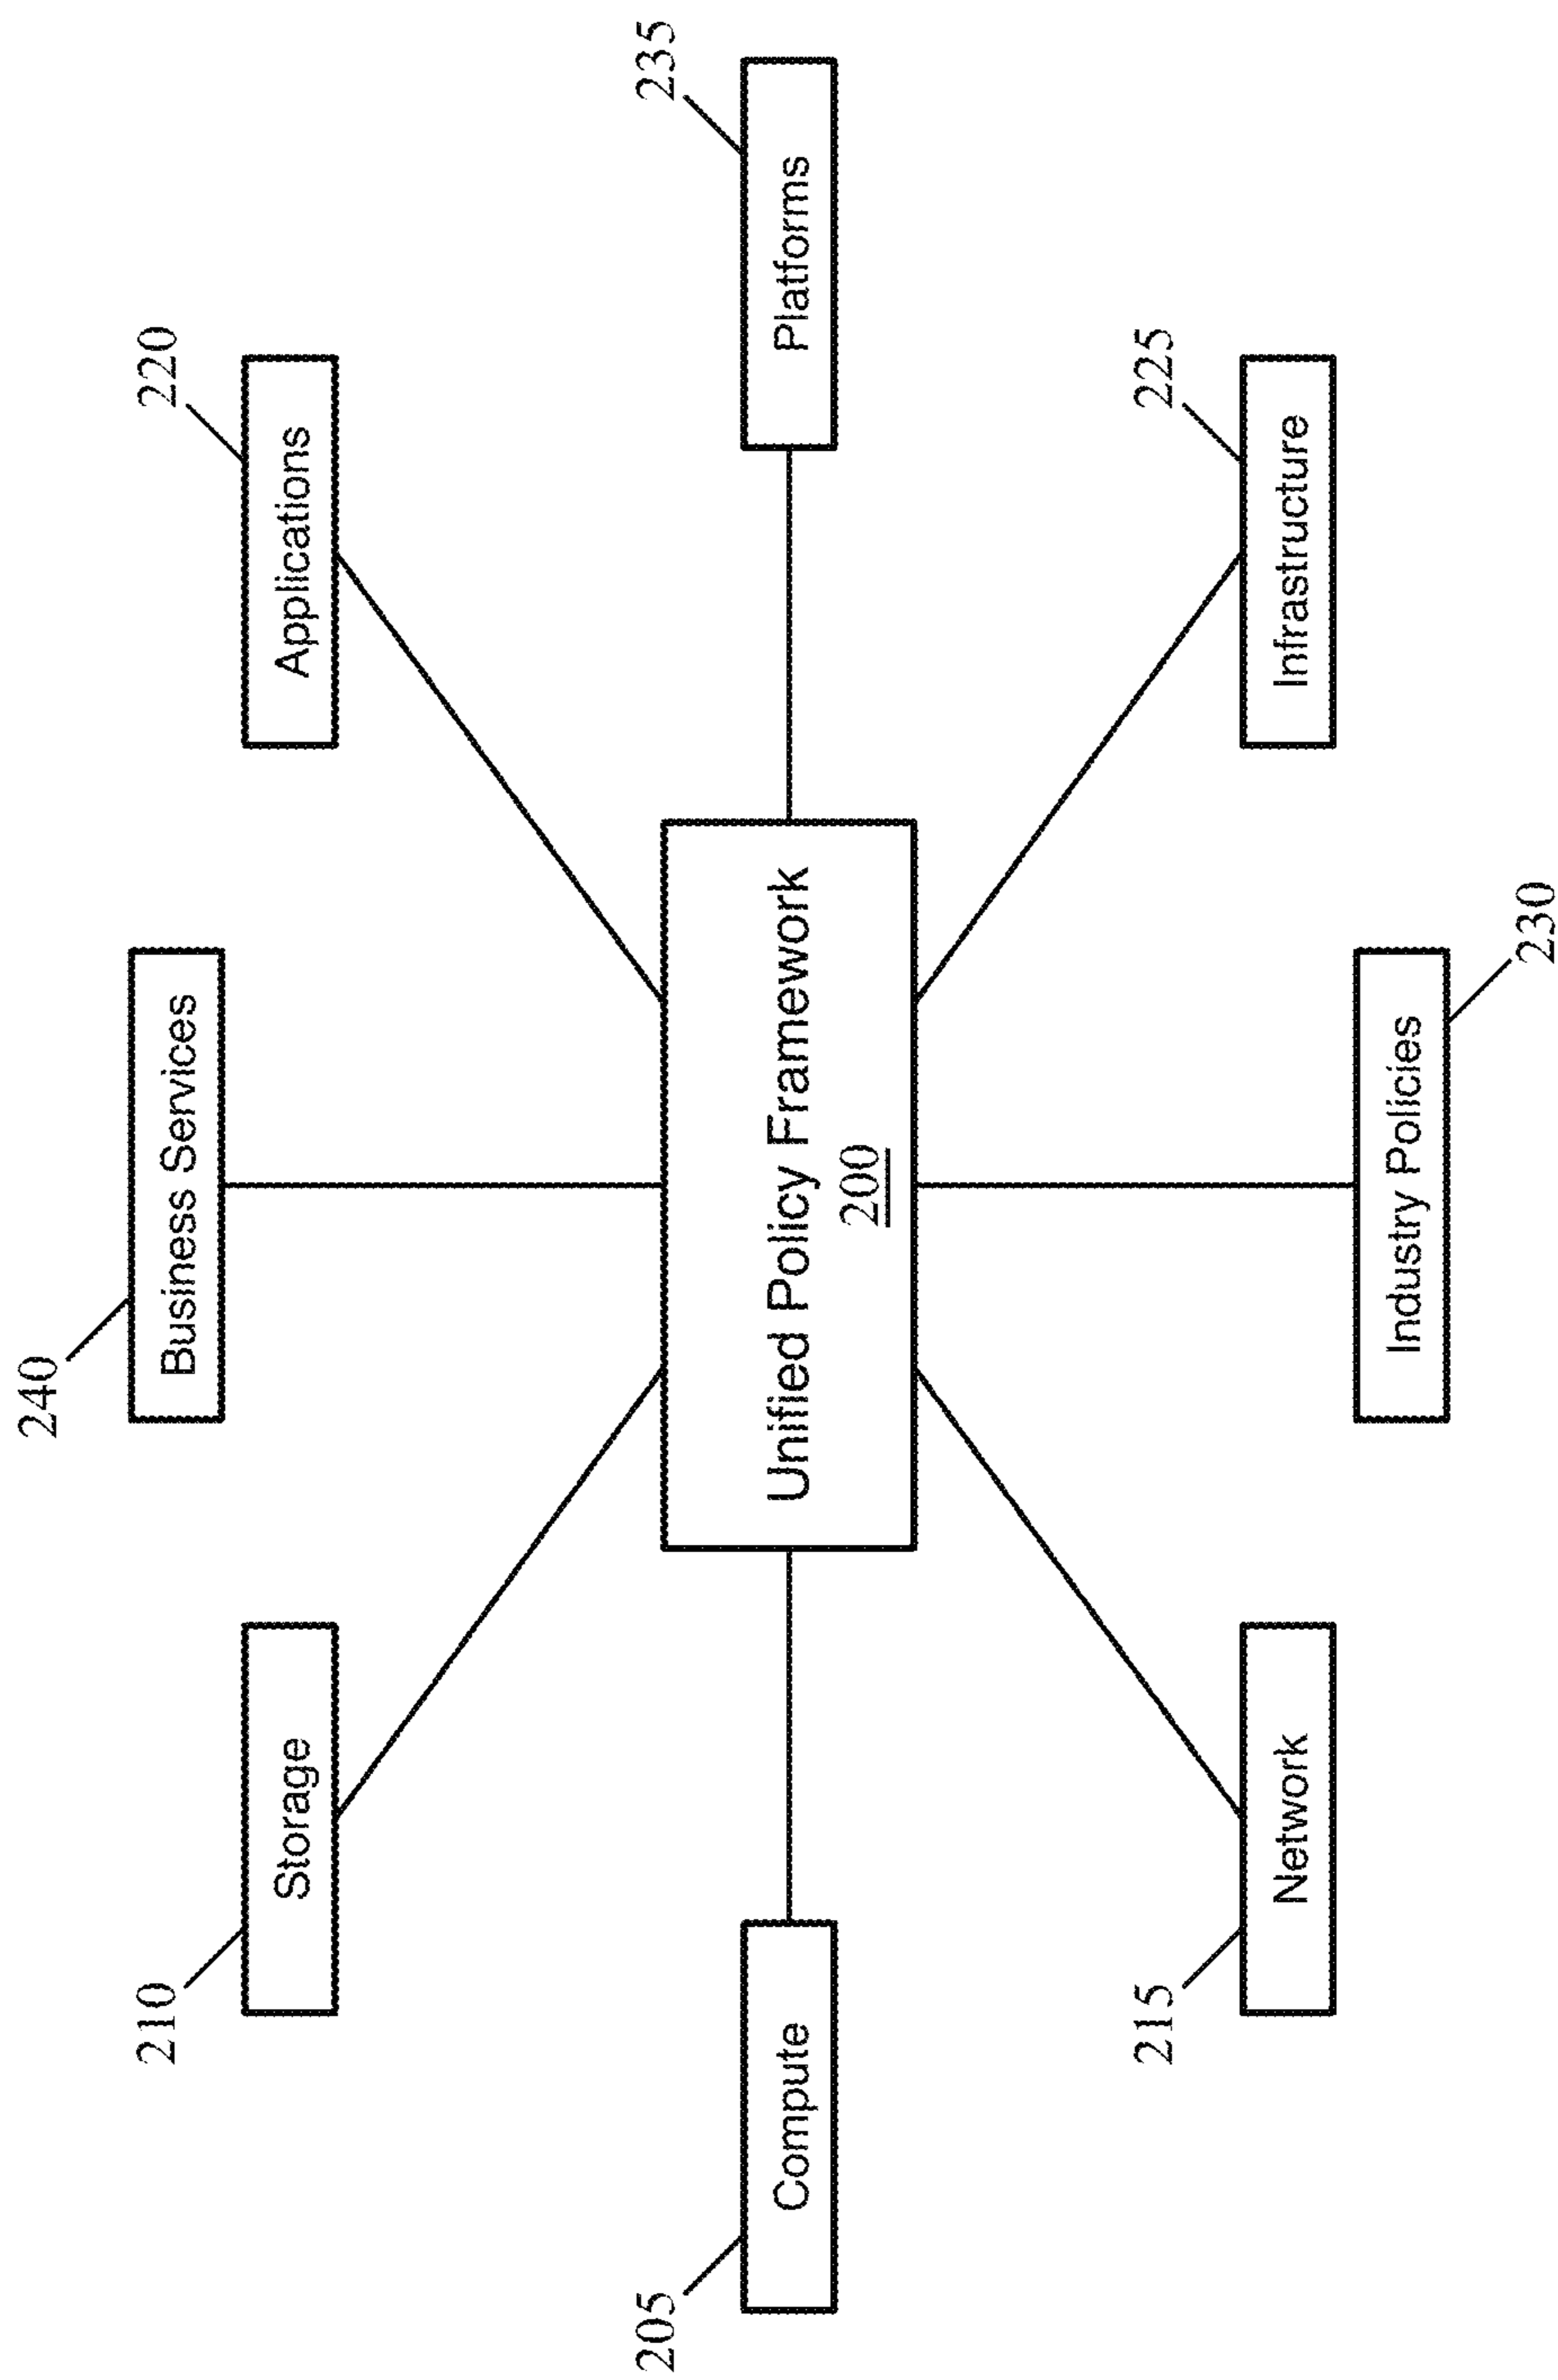 240
Business Services
210
Storage
220
Applications
205
Compute
Unified Policy Framework
200
235
Platforms
215
Network
225
Infrastructure
Industry Policies
230